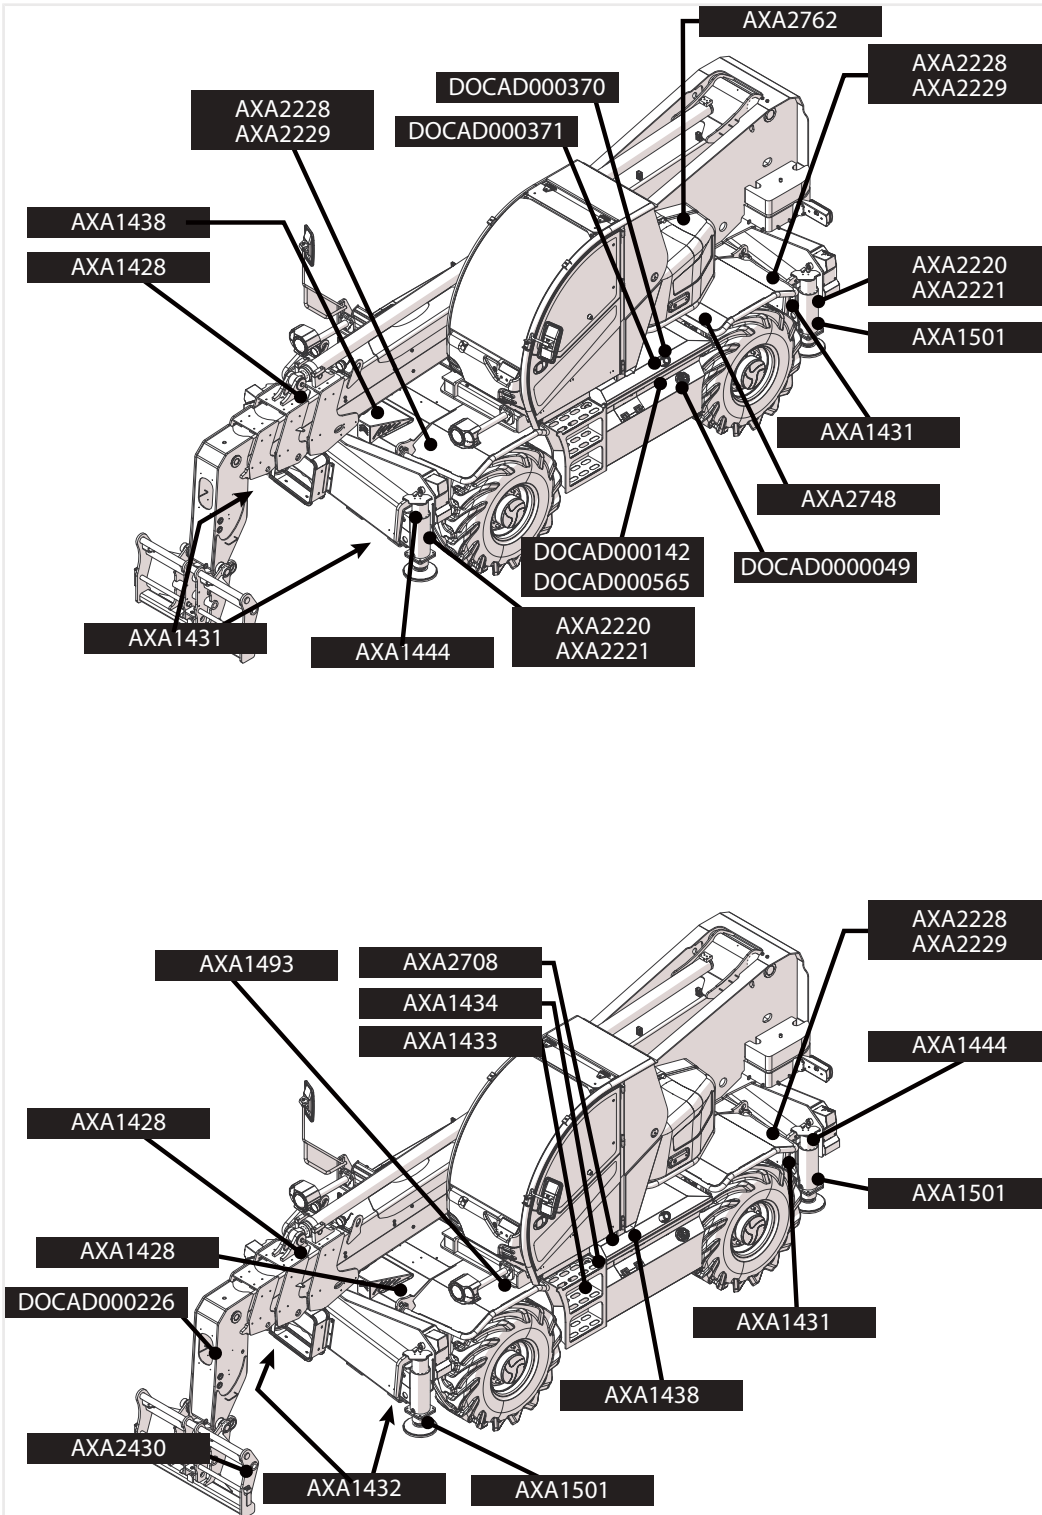 AXA2762
DOCAD000370
AXA2228
AXA2229
AXA2228
AXA2229
DOCAD000371
AXA1438
AXA1428
AXA2220
AXA2221
AXA1501
AXA1431
AXA2748
DOCAD000142
DOCAD000565
DOCAD0000049
AXA1431
AXA1444
AXA2220
AXA2221
AXA2228
AXA2229
AXA1493
AXA2708
AXA1434
AXA1433
AXA1444
AXA1428
AXA1501
AXA1428
DOCAD000226
AXA1431
AXA1438
AXA2430
AXA1432
AXA1501